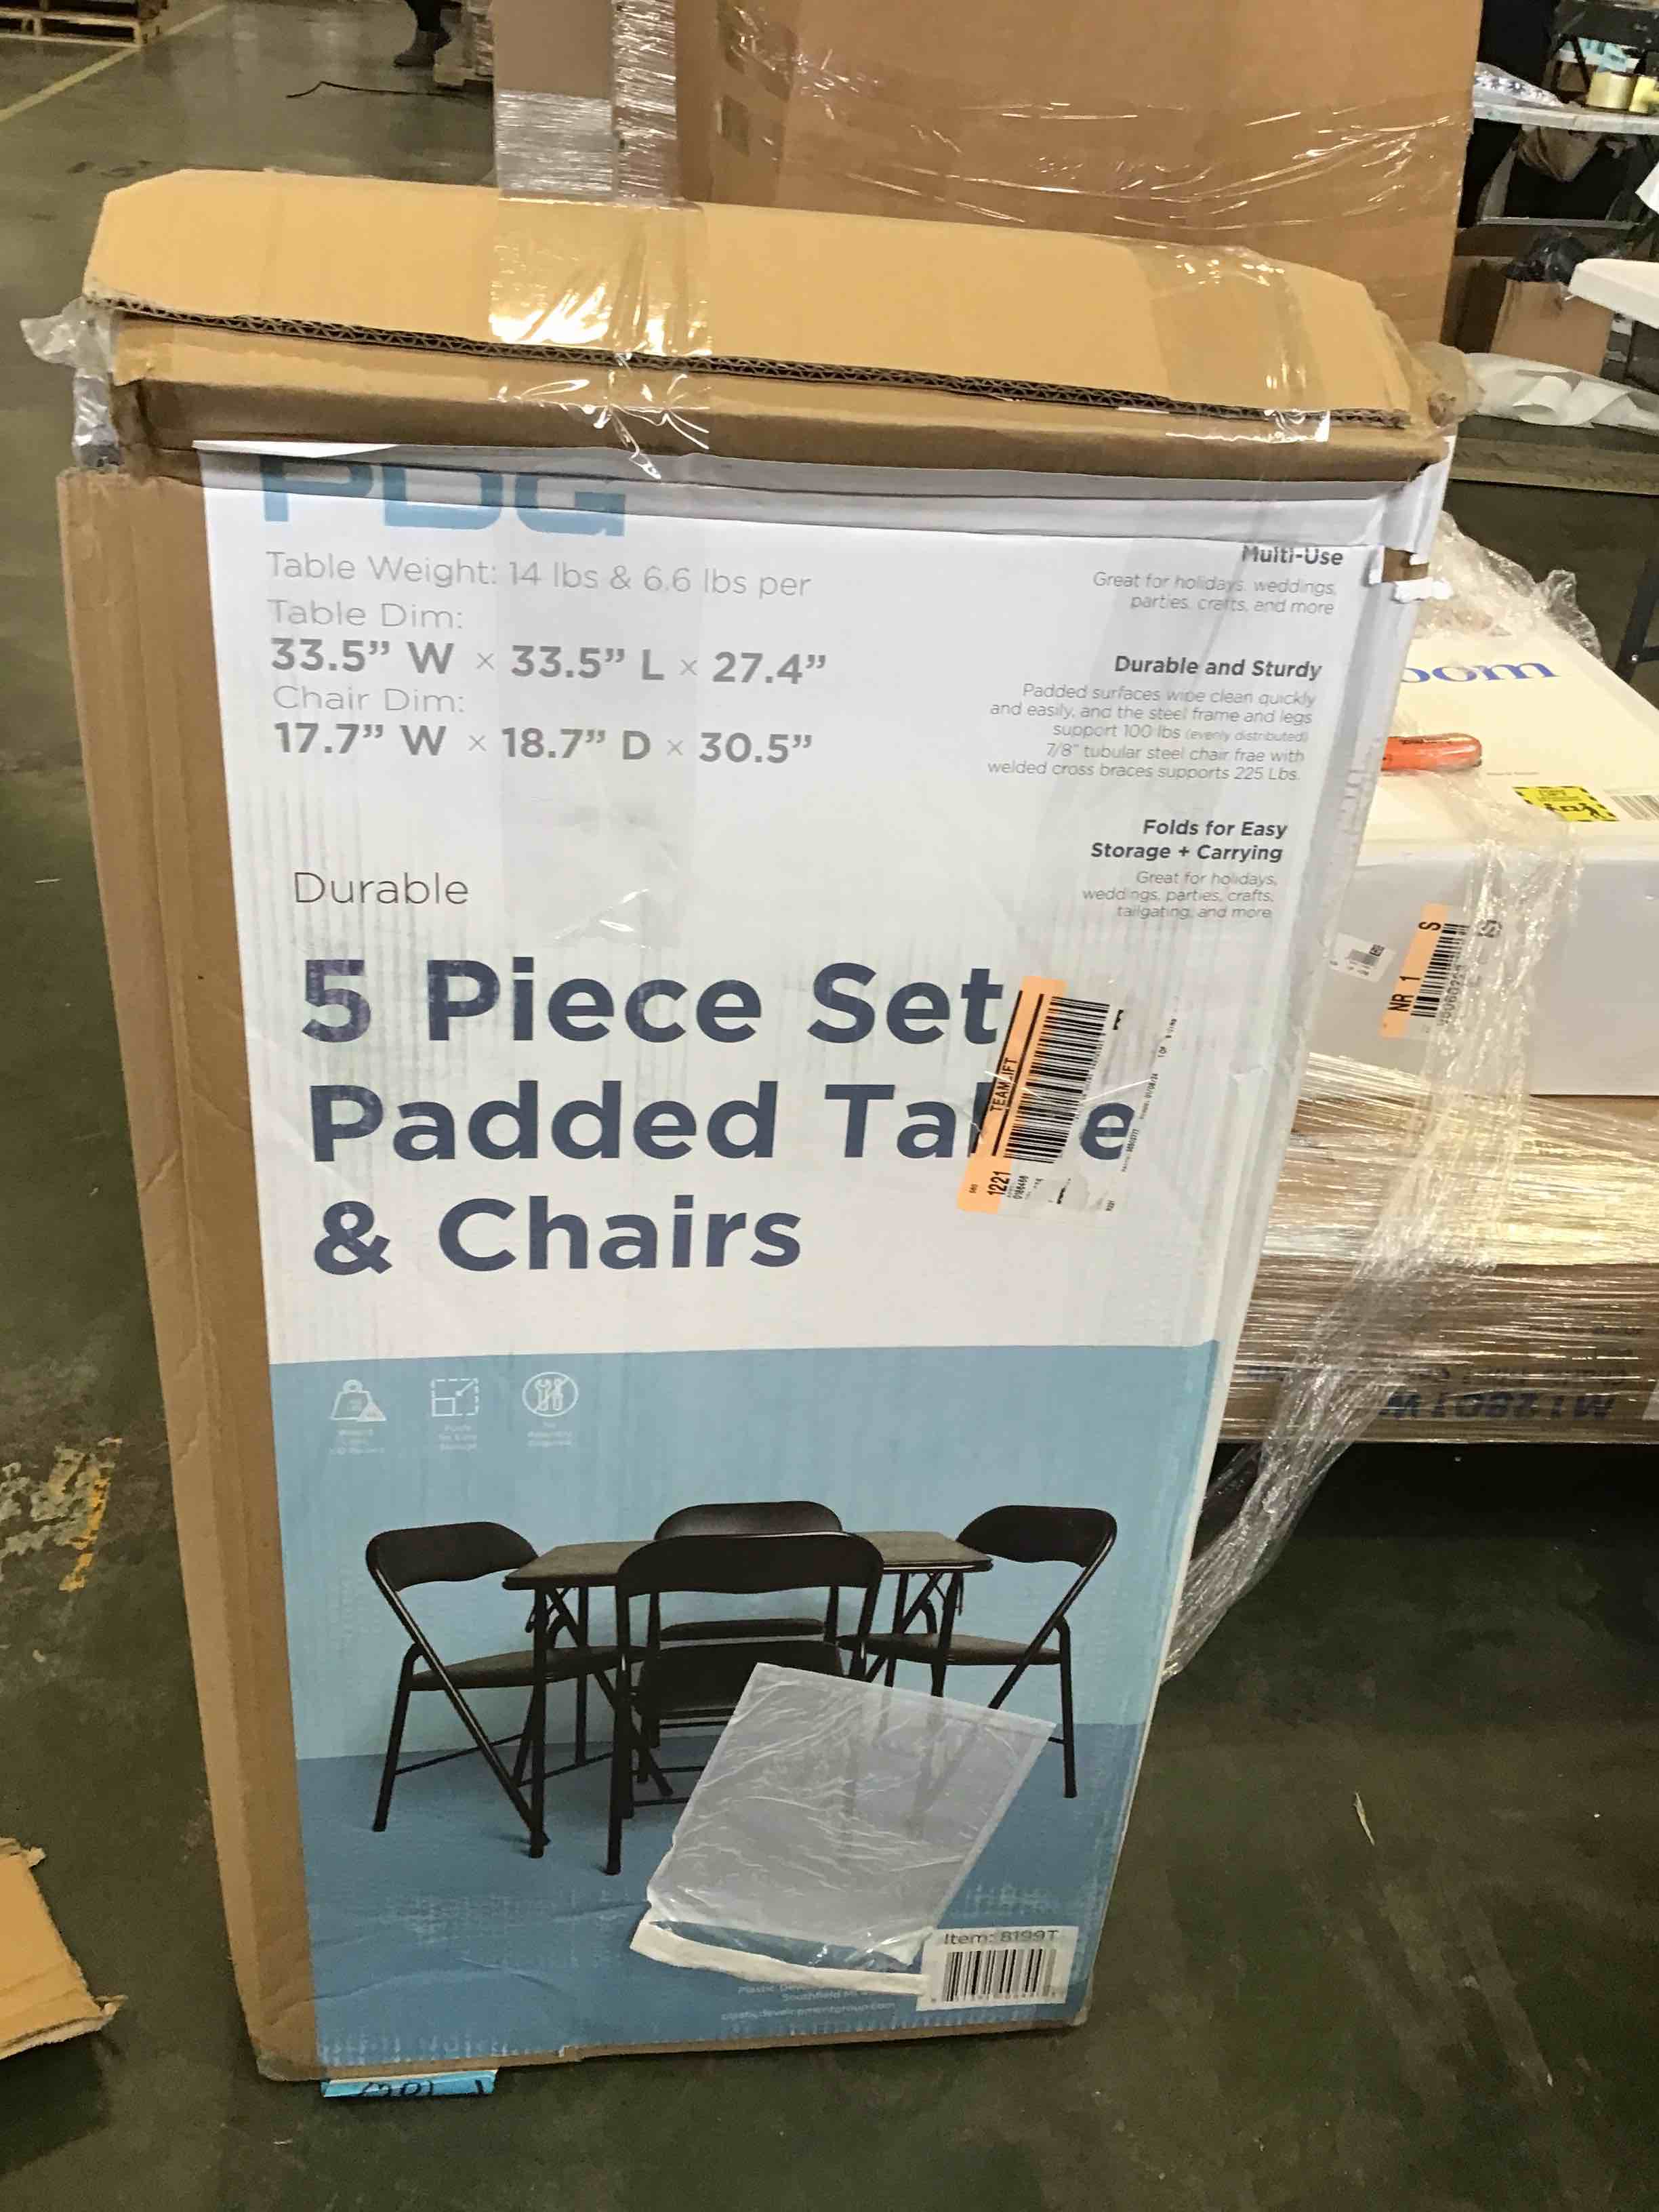 PDG
Table Weight: 14 lbs & 6.6 lbs per
Table Dim:
33.5” W × 33.5” L × 27.4”
Chair Dim:
17.7” W × 18.7” D × 30.5”
Multi-Use
Great for holidays, weddings,
parties, crafts, and more
Durable and Sturdy
Padded surfaces wipe clean quickly
and easily, and the steel frame and legs
support 100 lbs (evenly distributed)
7/8" tubular steel chair frae with
welded cross braces supports 225 Lbs.
Folds for Easy
Storage + Carrying
Great for holidays,
weddings, parties, crafts,
tailgating, and more
Durable
5 Piece Set
Padded Ta e
& Chairs
1221
oom
NR 1
S
Item: 8199T
Southfield
plasticdevelopmentgroup.com